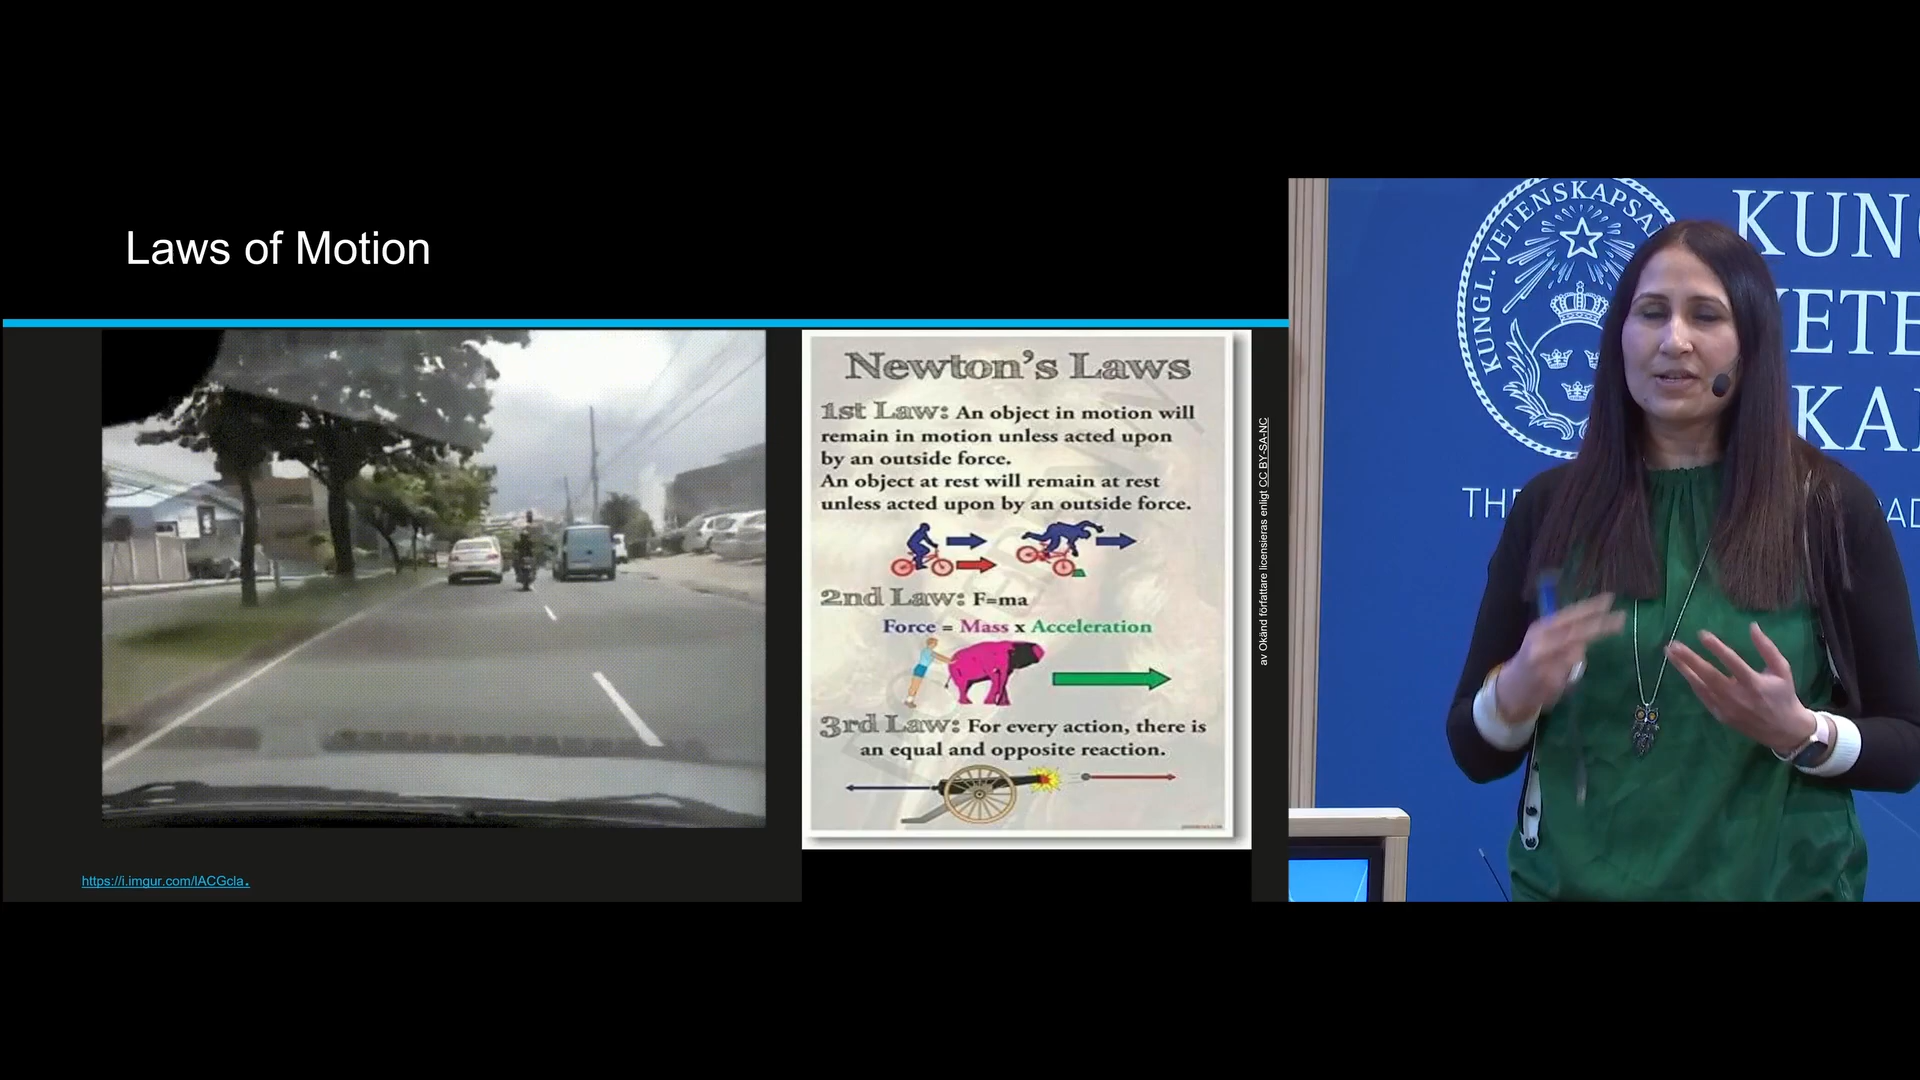 Laws of Motion
Newton's Laws
1st Law: An object in motion will
remain in motion unless acted upon
by an outside force.
An object at rest will remain at rest
unless acted upon by an outside force.
2nd Law: F=ma
Force = Mass x Acceleration
3rd Law: For every action, there is
an equal and opposite reaction.
av Okänd författare licensieras enligt CC BY-SA-NC
https://i.imgur.com/lACGcla.
KUNGL. VETENSKAPSA
KUN
ETE
KA
TH
AD